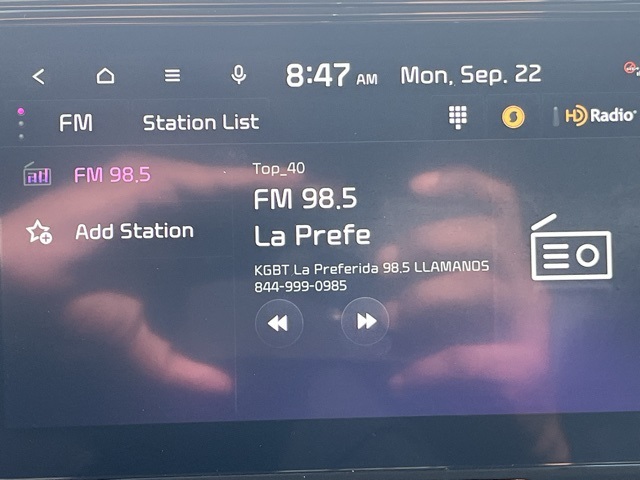 8:47 AM Mon, Sep. 22
FM Station List HD Radio
FM 98.5
Add Station
Top_40
FM 98.5
La Prefe
KGBT La Preferida 98.5 LLAMANOS
844-999-0985